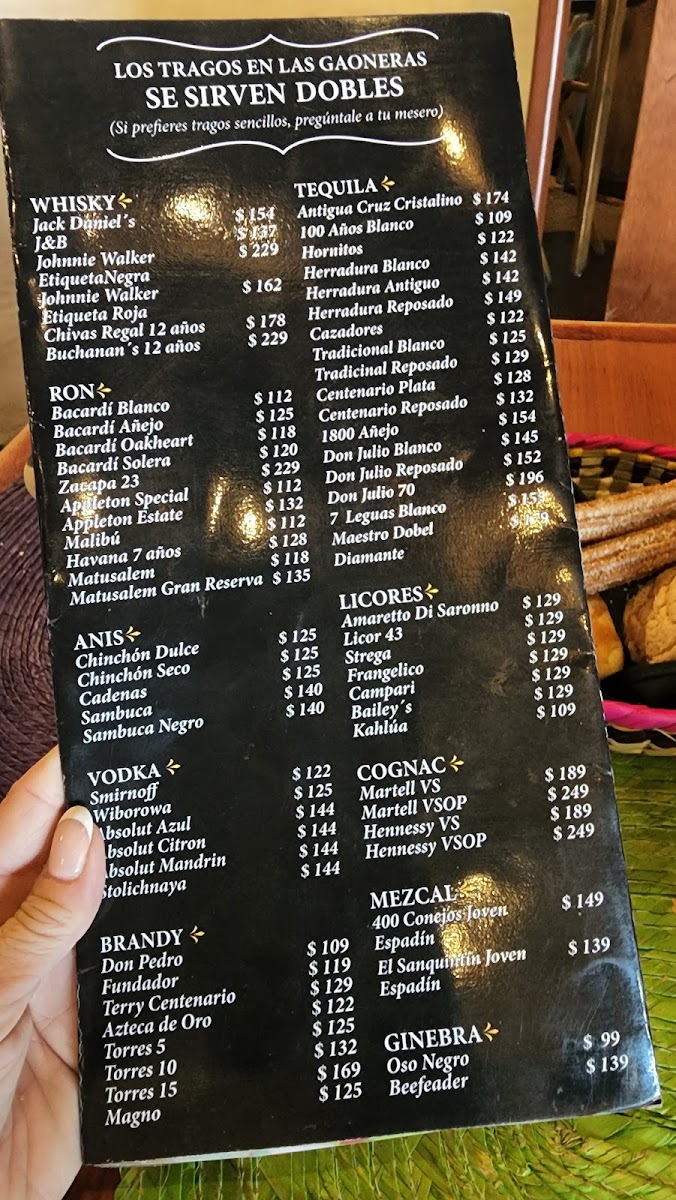 LOS TRAGOS EN LAS GAONERAS
SE SIRVEN DOBLES
(Si prefieres tragos sencillos, pregúntale a tu mesero)
WHISKY
Jack Daniel´s $ 154
J&B $ 137
Johnnie Walker $ 229
EtiquetaNegra
Johnnie Walker $ 162
Etiqueta Roja
Chivas Regal 12 años $ 178
Buchanan´s 12 años $ 229
RON
Bacardí Blanco $ 112
Bacardí Añejo $ 125
Bacardí Oakheart $ 118
Bacardí Solera $ 120
Zacapa 23 $ 229
Appleton Special $ 112
Appleton Estate $ 132
Malibú $ 112
Havana 7 años $ 128
Matusalem $ 118
Matusalem Gran Reserva $ 135
ANIS
Chinchón Dulce $ 125
Chinchón Seco $ 125
Cadenas $ 125
Sambuca $ 140
Sambuca Negro $ 140
VODKA
Smirnoff $ 122
Wiborowa $ 125
Absolut Azul $ 144
Absolut Citron $ 144
Absolut Mandrin $ 144
Stolichnaya $ 144
BRANDY
Don Pedro $ 109
Fundador $ 119
Terry Centenario $ 129
Azteca de Oro $ 122
Torres 5 $ 125
Torres 10 $ 132
Torres 15 $ 169
Magno $ 125
TEQUILA
Antigua Cruz Cristalino $ 174
100 Años Blanco $ 109
Hornitos $ 122
Herradura Blanco $ 142
Herradura Antiguo $ 142
Herradura Reposado $ 149
Cazadores $ 122
Tradicional Blanco $ 125
Tradicinal Reposado $ 129
Centenario Plata $ 128
Centenario Reposado $ 132
1800 Añejo $ 154
Don Julio Blanco $ 145
Don Julio Reposado $ 152
Don Julio 70 $ 196
7 Leguas Blanco
Maestro Dobel
Diamante
LICORES
Amaretto Di Saronno $ 129
Licor 43 $ 129
Strega $ 129
Frangelico $ 129
Campari $ 129
Bailey´s $ 129
Kahlúa $ 109
COGNAC
Martell VS $ 189
Martell VSOP $ 249
Hennessy VS $ 189
Hennessy VSOP $ 249
MEZCAL
400 Conejos Joven $ 149
Espadín
El Sanquintín Joven $ 139
Espadín
GINEBRA
Oso Negro $ 99
Beefeader $ 139